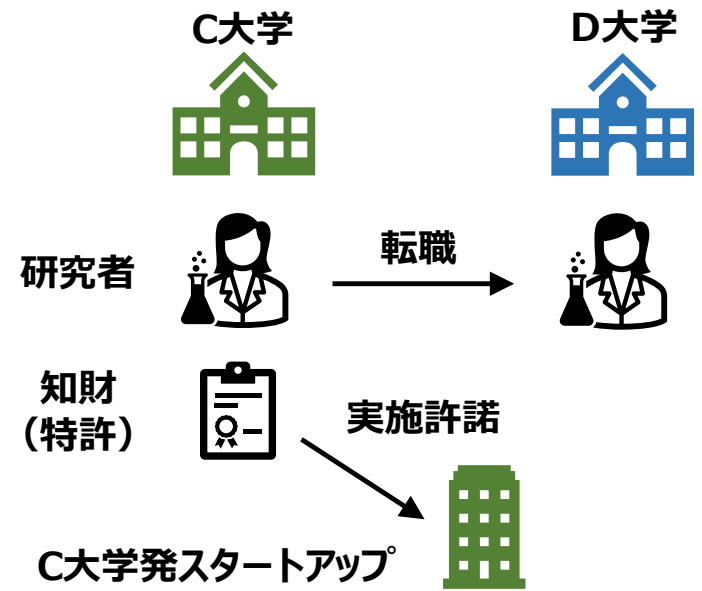 C大学
D大学
研究者
転職
知財
（特許）
実施許諾
C大学発スタートアップ